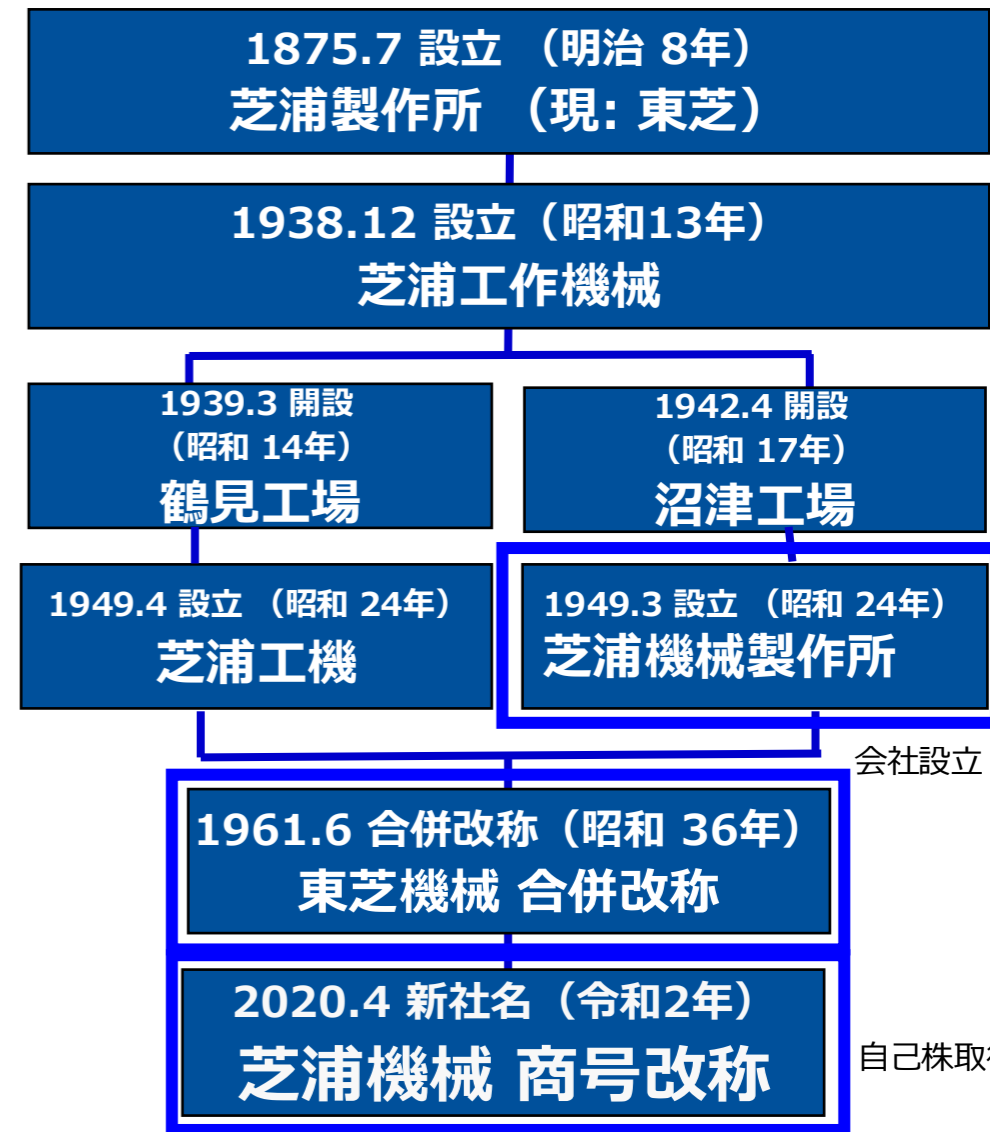 1875.7 設立 （明治 8年）
芝浦製作所 （現: 東芝）
1938.12 設立（昭和13年）
芝浦工作機械
1939.3 開設
（昭和 14年）
鶴見工場
1942.4 開設
（昭和 17年）
沼津工場
1949.4 設立 （昭和 24年）
芝浦工機
1949.3 設立 （昭和 24年）
芝浦機械製作所
会社設立
1961.6 合併改称（昭和 36年）
東芝機械 合併改称
2020.4 新社名（令和2年）
芝浦機械 商号改称
自己株取